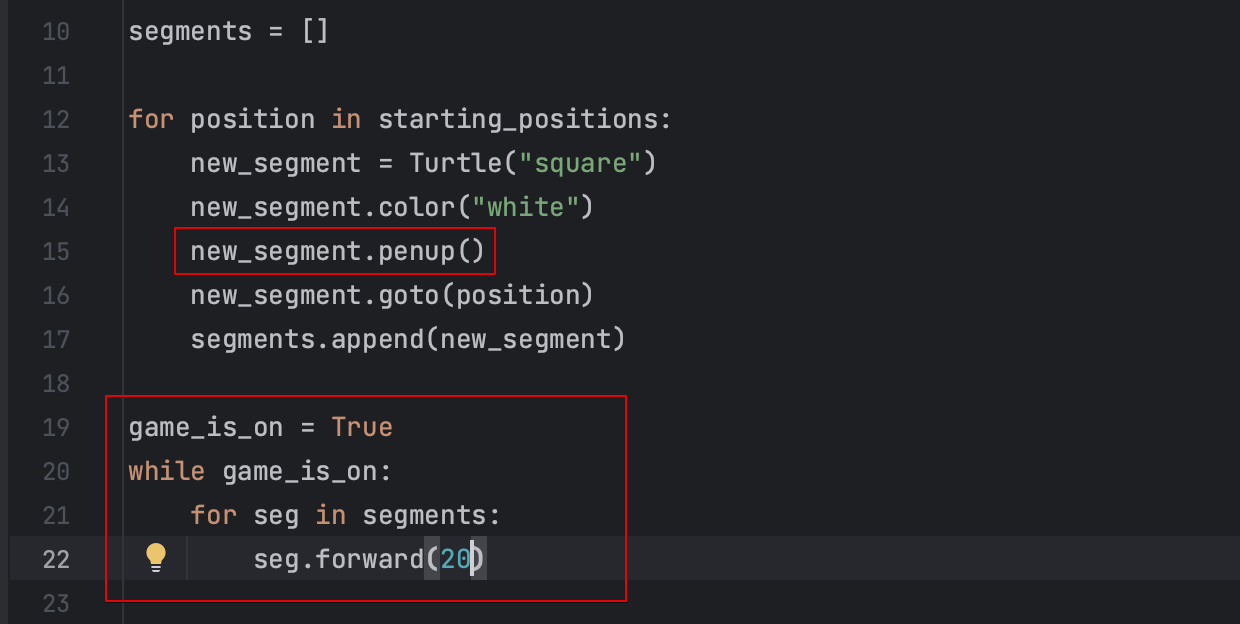 10 segments = []
11
12 for position in starting_positions:
13     new_segment = Turtle("square")
14     new_segment.color("white")
15     new_segment.penup()
16     new_segment.goto(position)
17     segments.append(new_segment)
18
19 game_is_on = True
20 while game_is_on:
21     for seg in segments:
22         seg.forward(20)
23